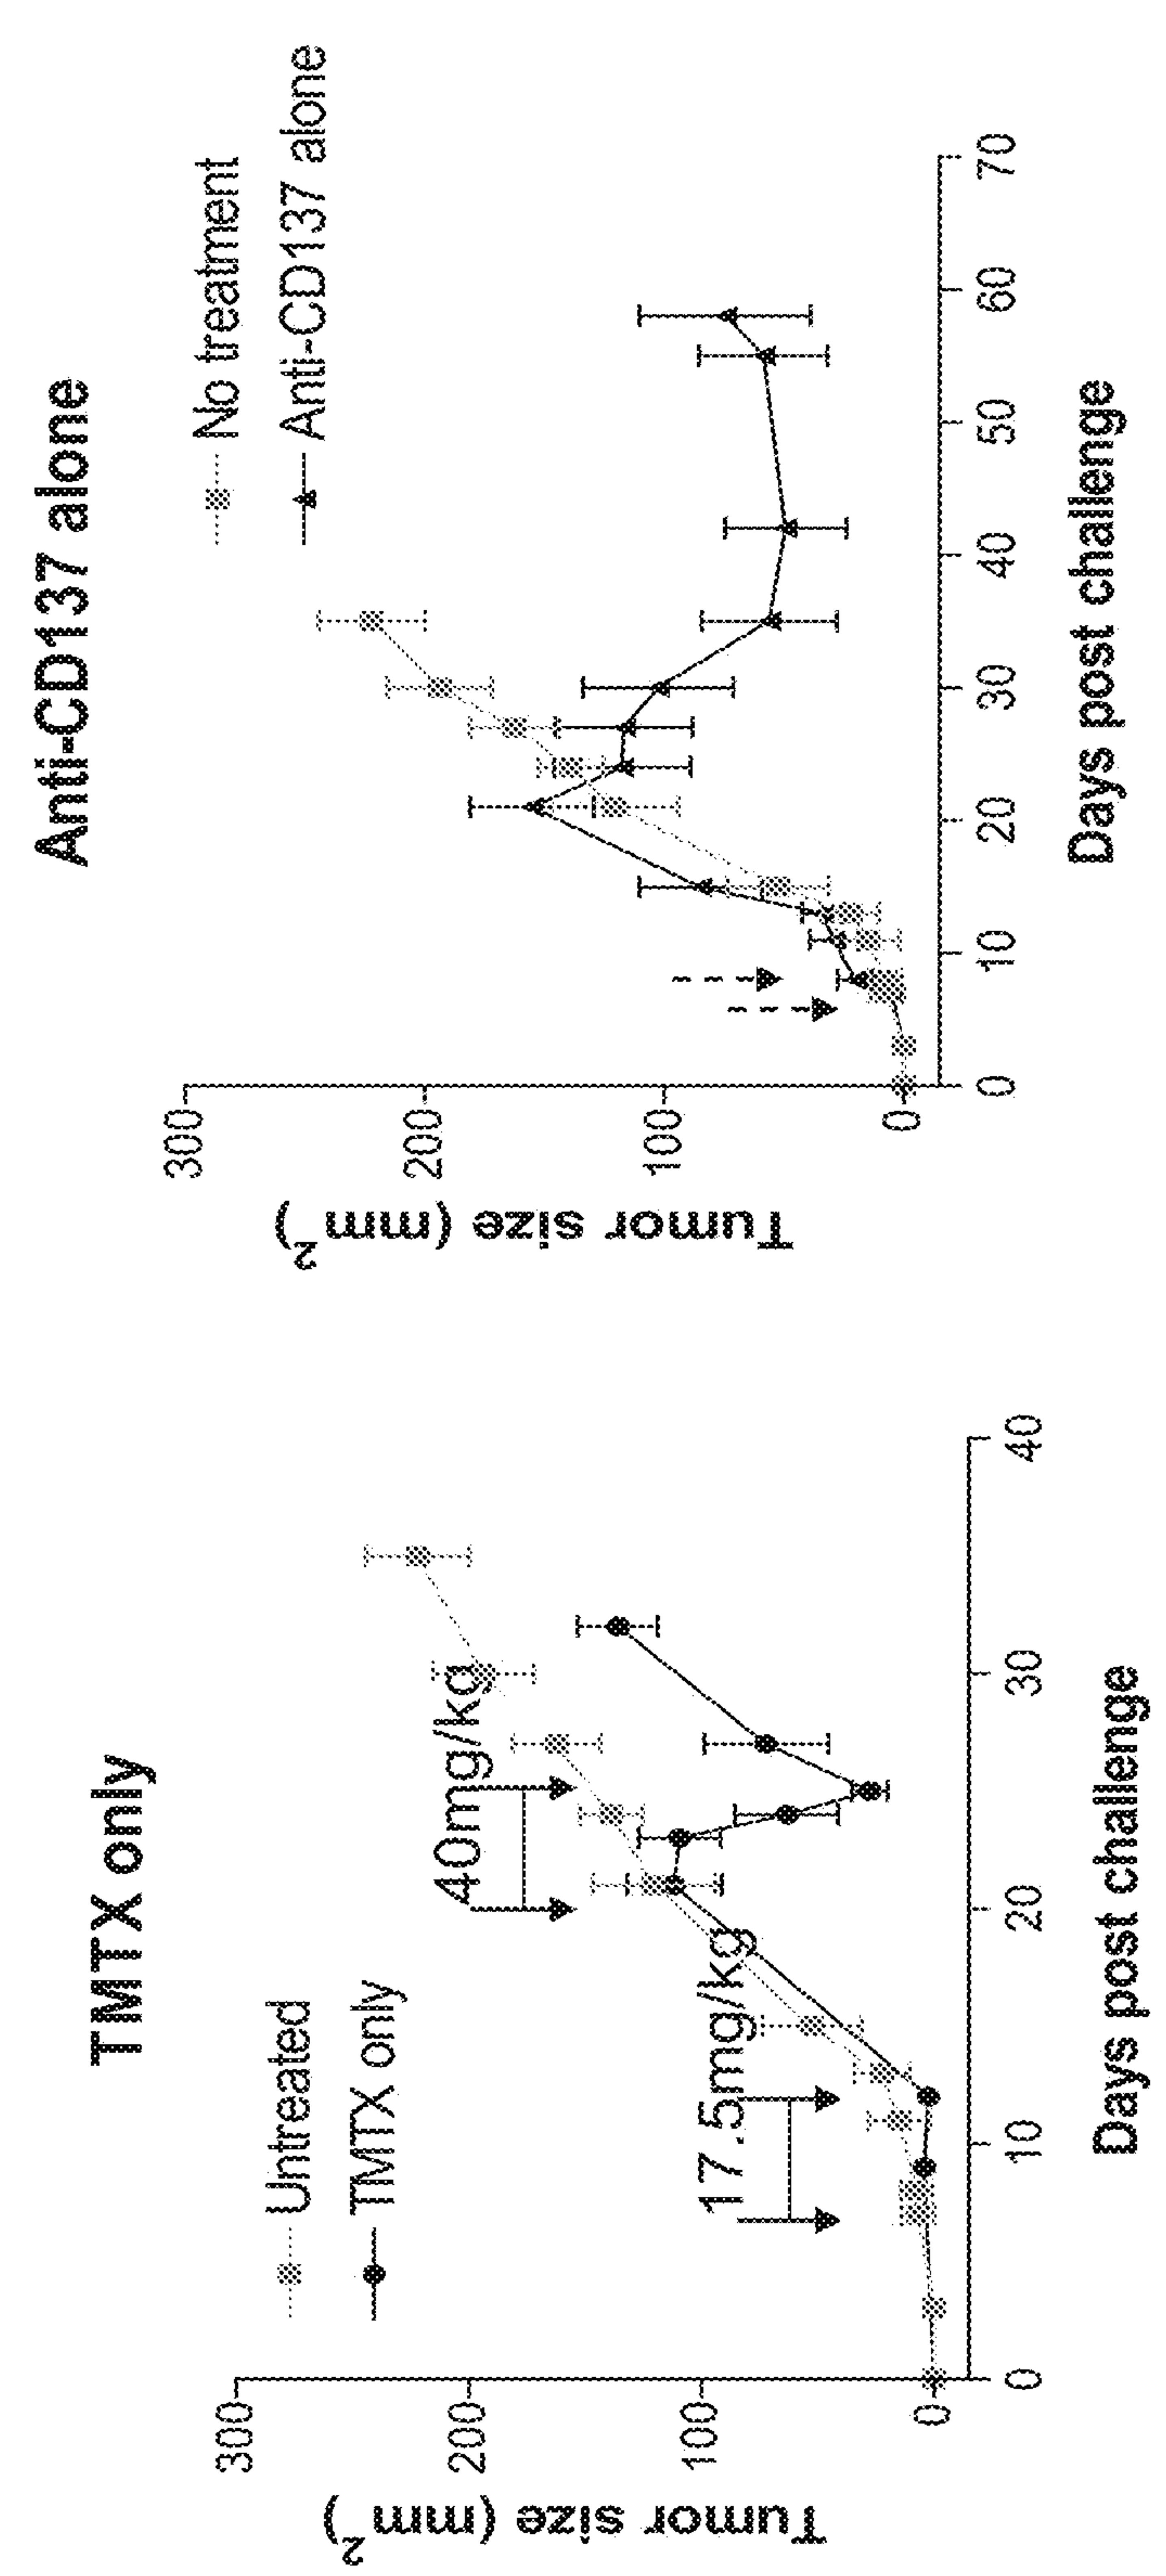 TMTX only
Untreated
TMTX only
40mg/kg
17.5mg/kg
Tumor size (mm²)
300
200
100
0
0 10 20 30 40
Days post challenge
Anti-CD137 alone
No treatment
Anti-CD137 alone
Tumor size (mm²)
300
200
100
0
0 10 20 30 40 50 60 70
Days post challenge